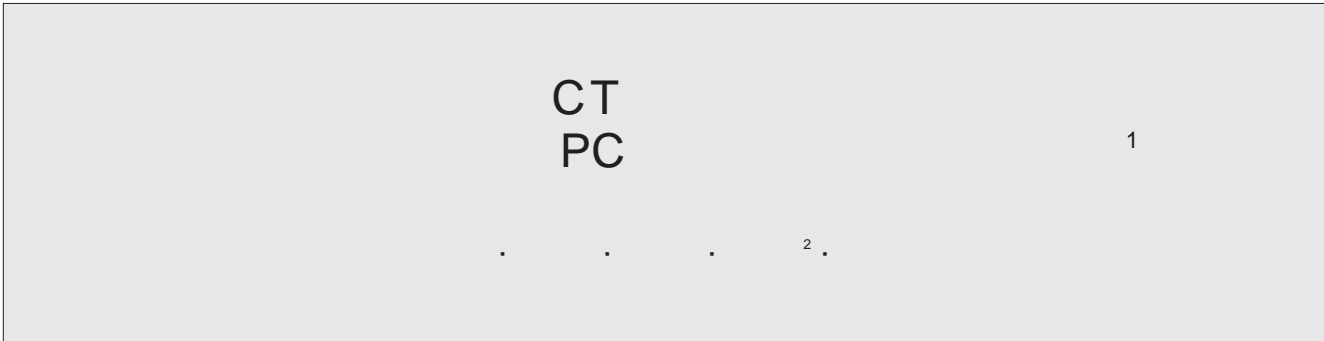 CT
PC 1
. . . ² .